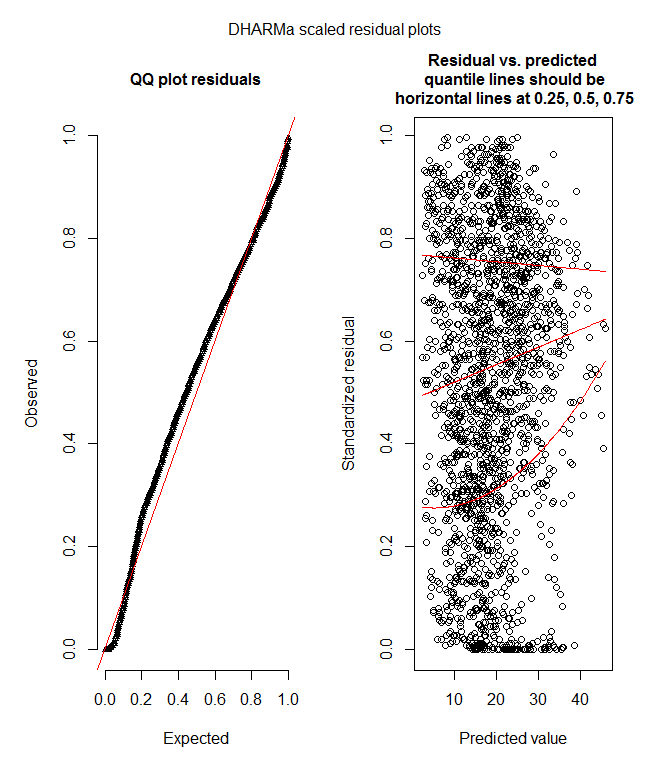 DHARMa scaled residual plots
QQ plot residuals
Residual vs. predicted
quantile lines should be
horizontal lines at 0.25, 0.5, 0.75
1.0
0.8
0.6
0.4
0.2
0.0
Observed
0.0 0.2 0.4 0.6 0.8 1.0
Expected
1.0
0.8
0.6
0.4
0.2
0.0
Standardized residual
10 20 30 40
Predicted value